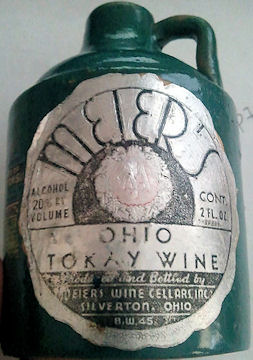 MEIER'S
ALCOHOL
20% BY
VOLUME
CONT.
2 FL. OZ.
OHIO
TOKAY WINE
Produced and Bottled by
MEIERS WINE CELLARS, INC.
SILVERTON, OHIO
B.W. 45